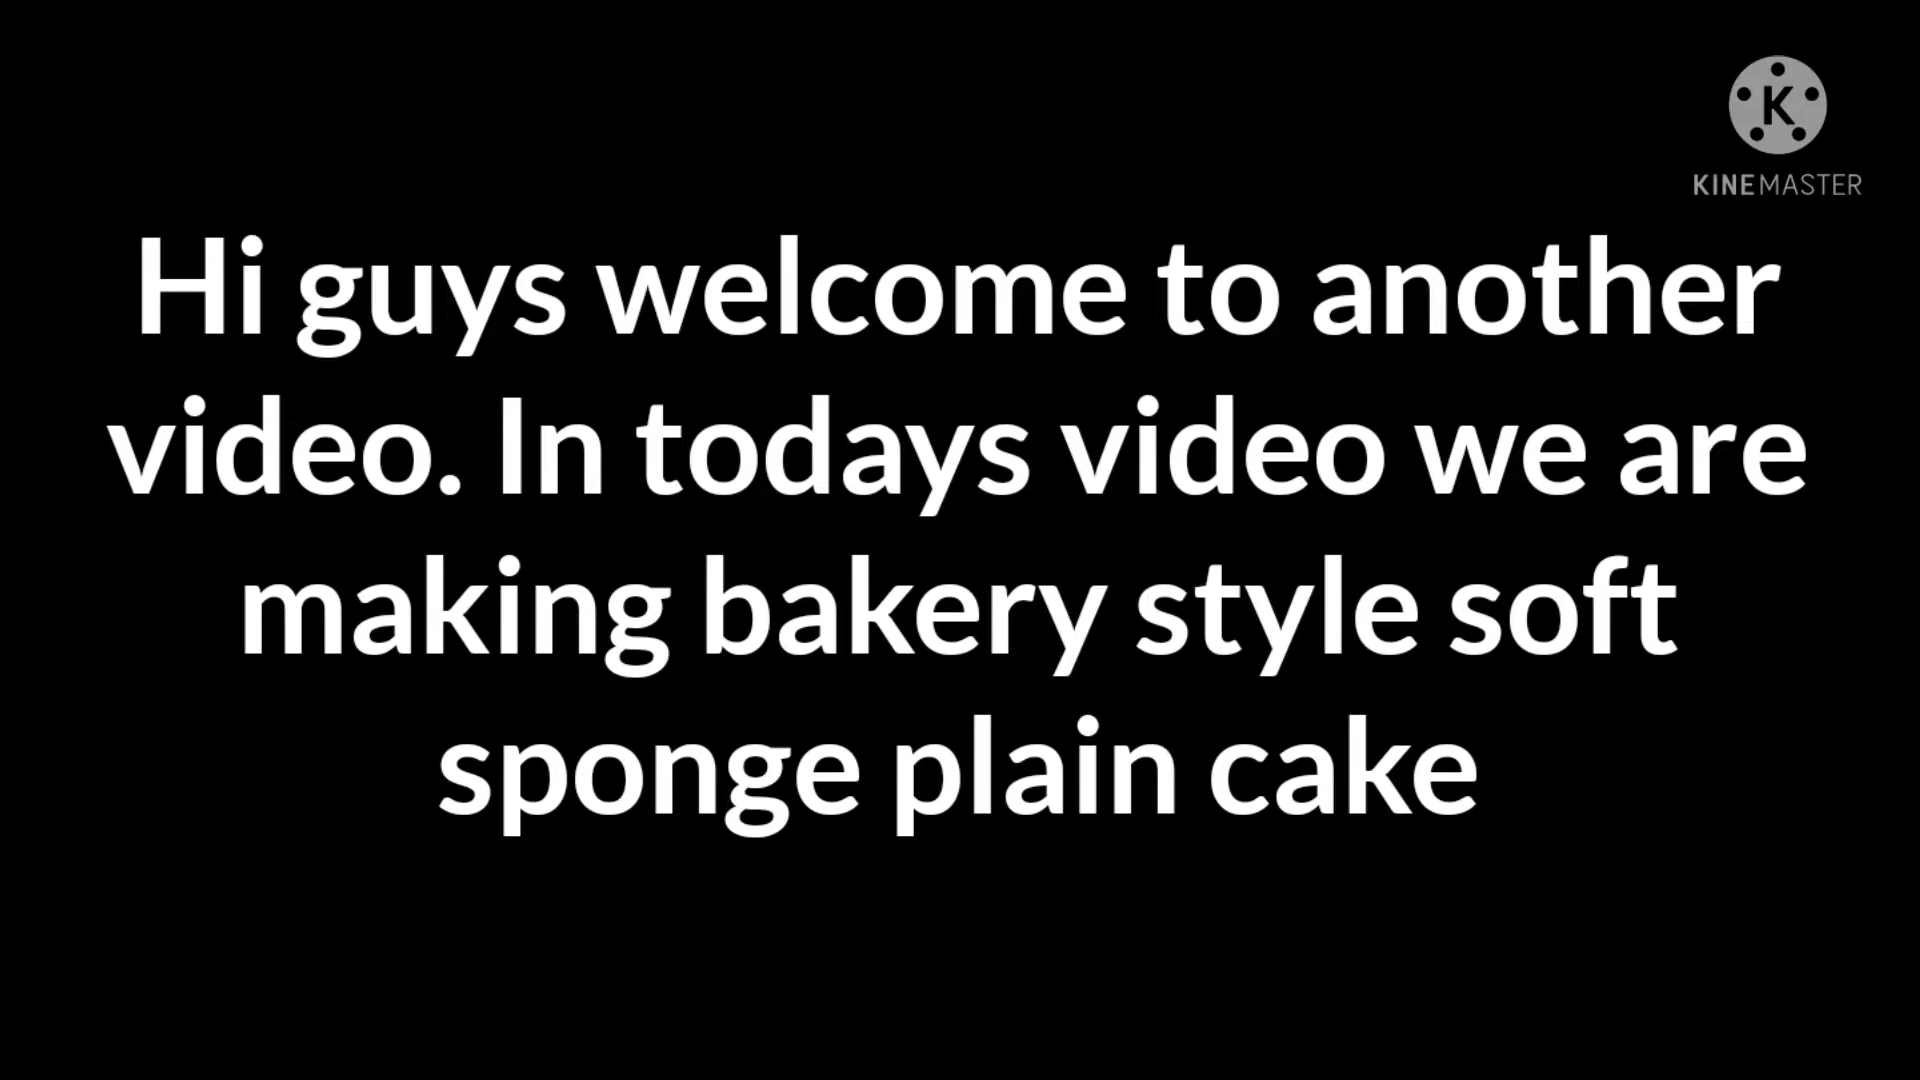 K
KINEMASTER
Hi guys welcome to another
video. In todays video we are
making bakery style soft
sponge plain cake